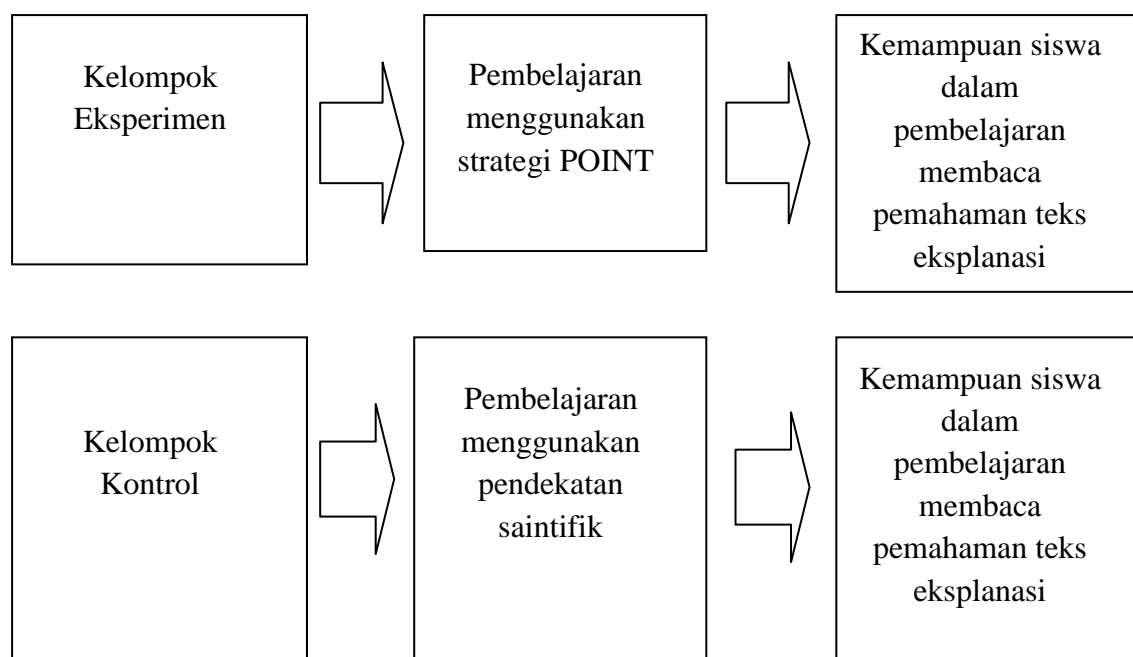 Kelompok
Eksperimen
Pembelajaran
menggunakan
strategi POINT
Kemampuan siswa
dalam
pembelajaran
membaca
pemahaman teks
eksplanasi
Kelompok
Kontrol
Pembelajaran
menggunakan
pendekatan
saintifik
Kemampuan siswa
dalam
pembelajaran
membaca
pemahaman teks
eksplanasi